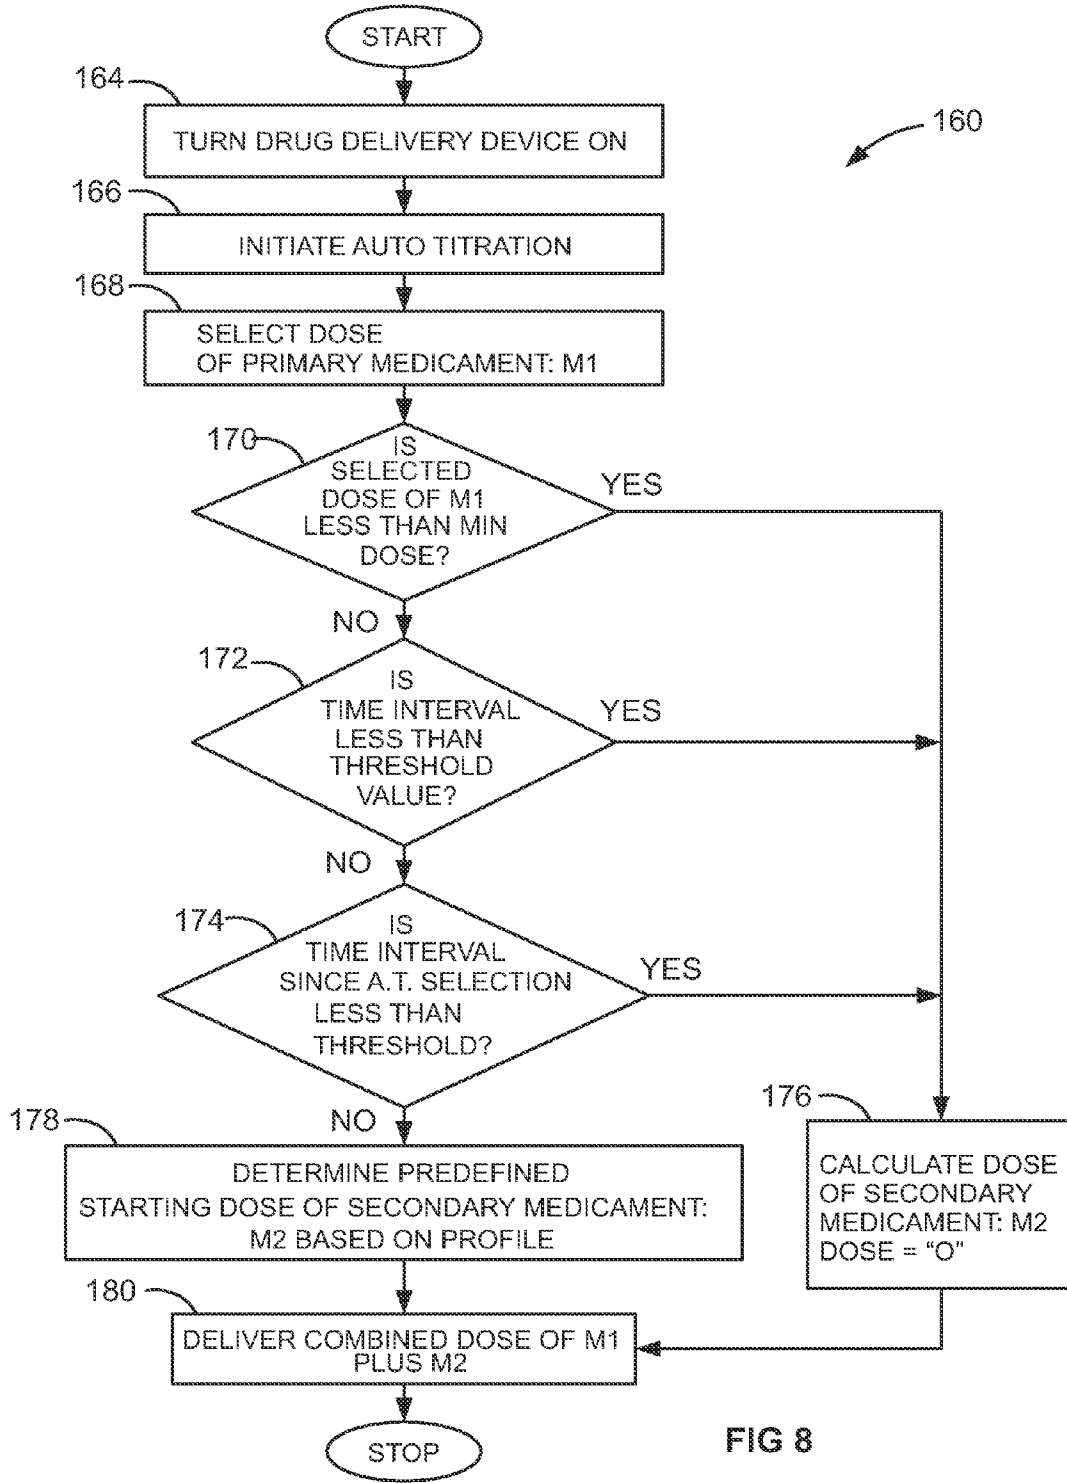 START
164
TURN DRUG DELIVERY DEVICE ON
160
166
INITIATE AUTO TITRATION
168
SELECT DOSE
OF PRIMARY MEDICAMENT: M1
170
IS
SELECTED
DOSE OF M1
LESS THAN MIN
DOSE?
YES
NO
172
IS
TIME INTERVAL
LESS THAN
THRESHOLD
VALUE?
YES
NO
174
IS
TIME INTERVAL
SINCE A.T. SELECTION
LESS THAN
THRESHOLD?
YES
NO
178
DETERMINE PREDEFINED
STARTING DOSE OF SECONDARY MEDICAMENT:
M2 BASED ON PROFILE
176
CALCULATE DOSE
OF SECONDARY
MEDICAMENT: M2
DOSE = “O”
180
DELIVER COMBINED DOSE OF M1
PLUS M2
STOP
FIG 8